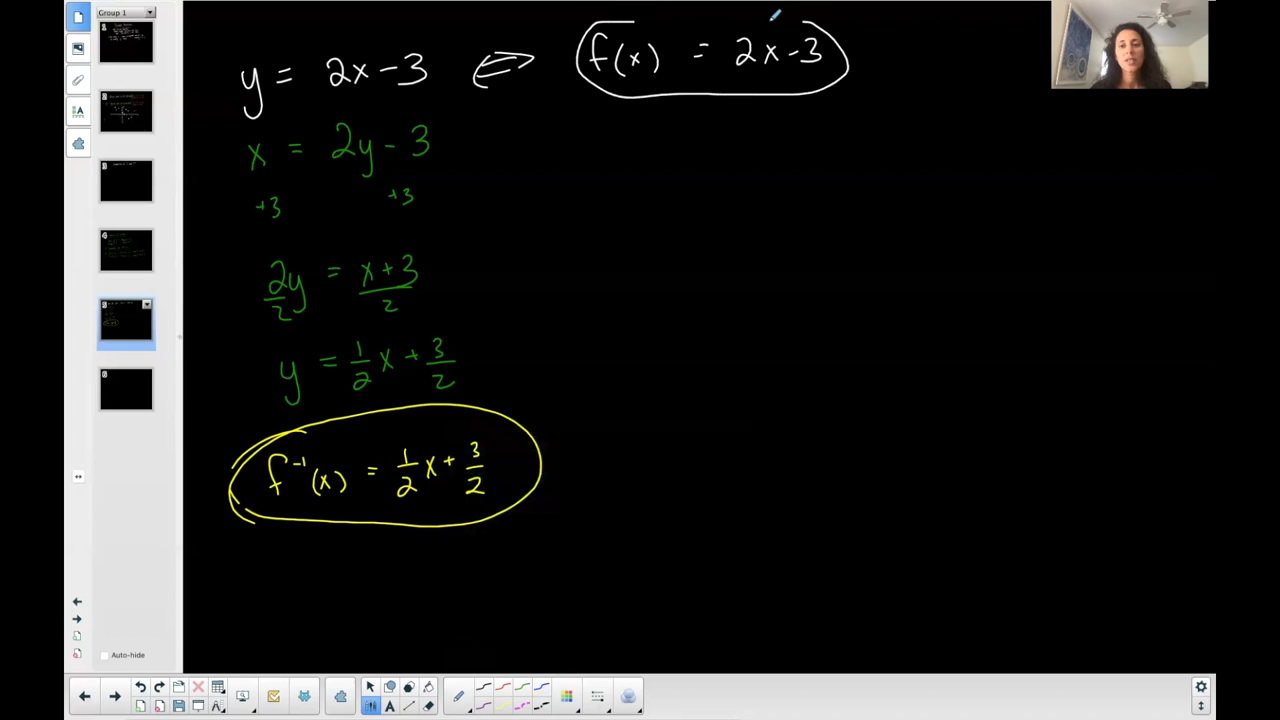 Group 1
y = 2x - 3 ⇔ f(x) = 2x - 3
x = 2y - 3
+3 +3
2y/2 = x + 3/2
y = 1/2 x + 3/2
f⁻¹(x) = 1/2 x + 3/2
Auto-hide